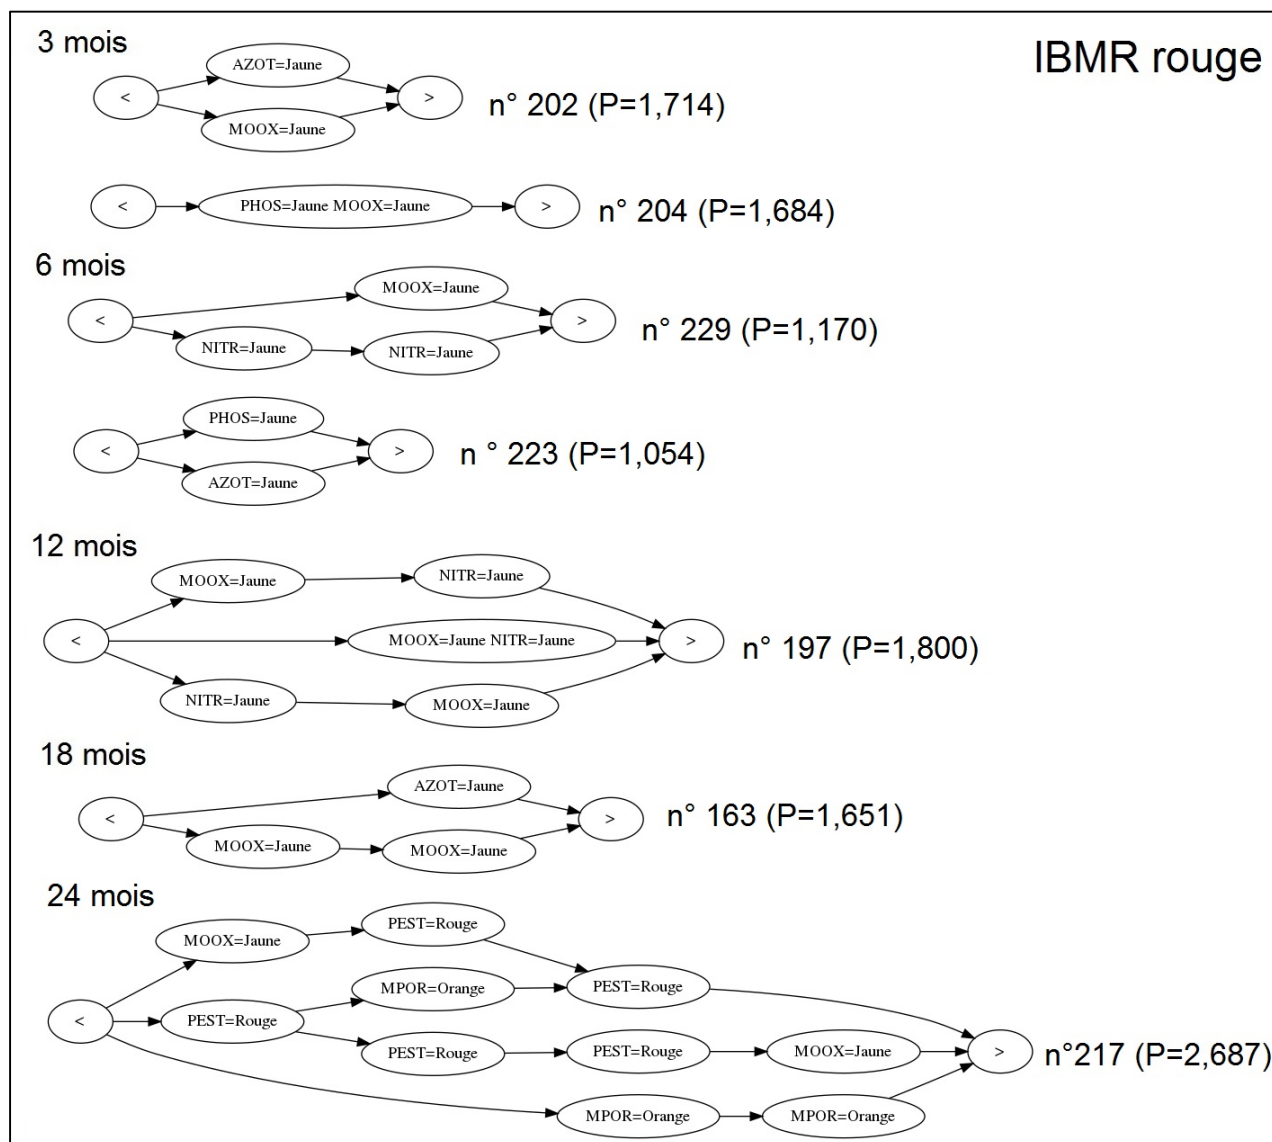 3 mois
IBMR rouge
AZOT=Jaune
<
>
MOOX=Jaune
n° 202 (P=1,714)
<
PHOS=Jaune MOOX=Jaune
>
n° 204 (P=1,684)
6 mois
MOOX=Jaune
<
>
NITR=Jaune
NITR=Jaune
n° 229 (P=1,170)
PHOS=Jaune
<
>
AZOT=Jaune
n ° 223 (P=1,054)
12 mois
MOOX=Jaune
NITR=Jaune
<
MOOX=Jaune NITR=Jaune
>
n° 197 (P=1,800)
NITR=Jaune
MOOX=Jaune
18 mois
AZOT=Jaune
<
>
n° 163 (P=1,651)
MOOX=Jaune
MOOX=Jaune
24 mois
MOOX=Jaune
PEST=Rouge
MPOR=Orange
PEST=Rouge
<
PEST=Rouge
PEST=Rouge
PEST=Rouge
MOOX=Jaune
>
n°217 (P=2,687)
MPOR=Orange
MPOR=Orange